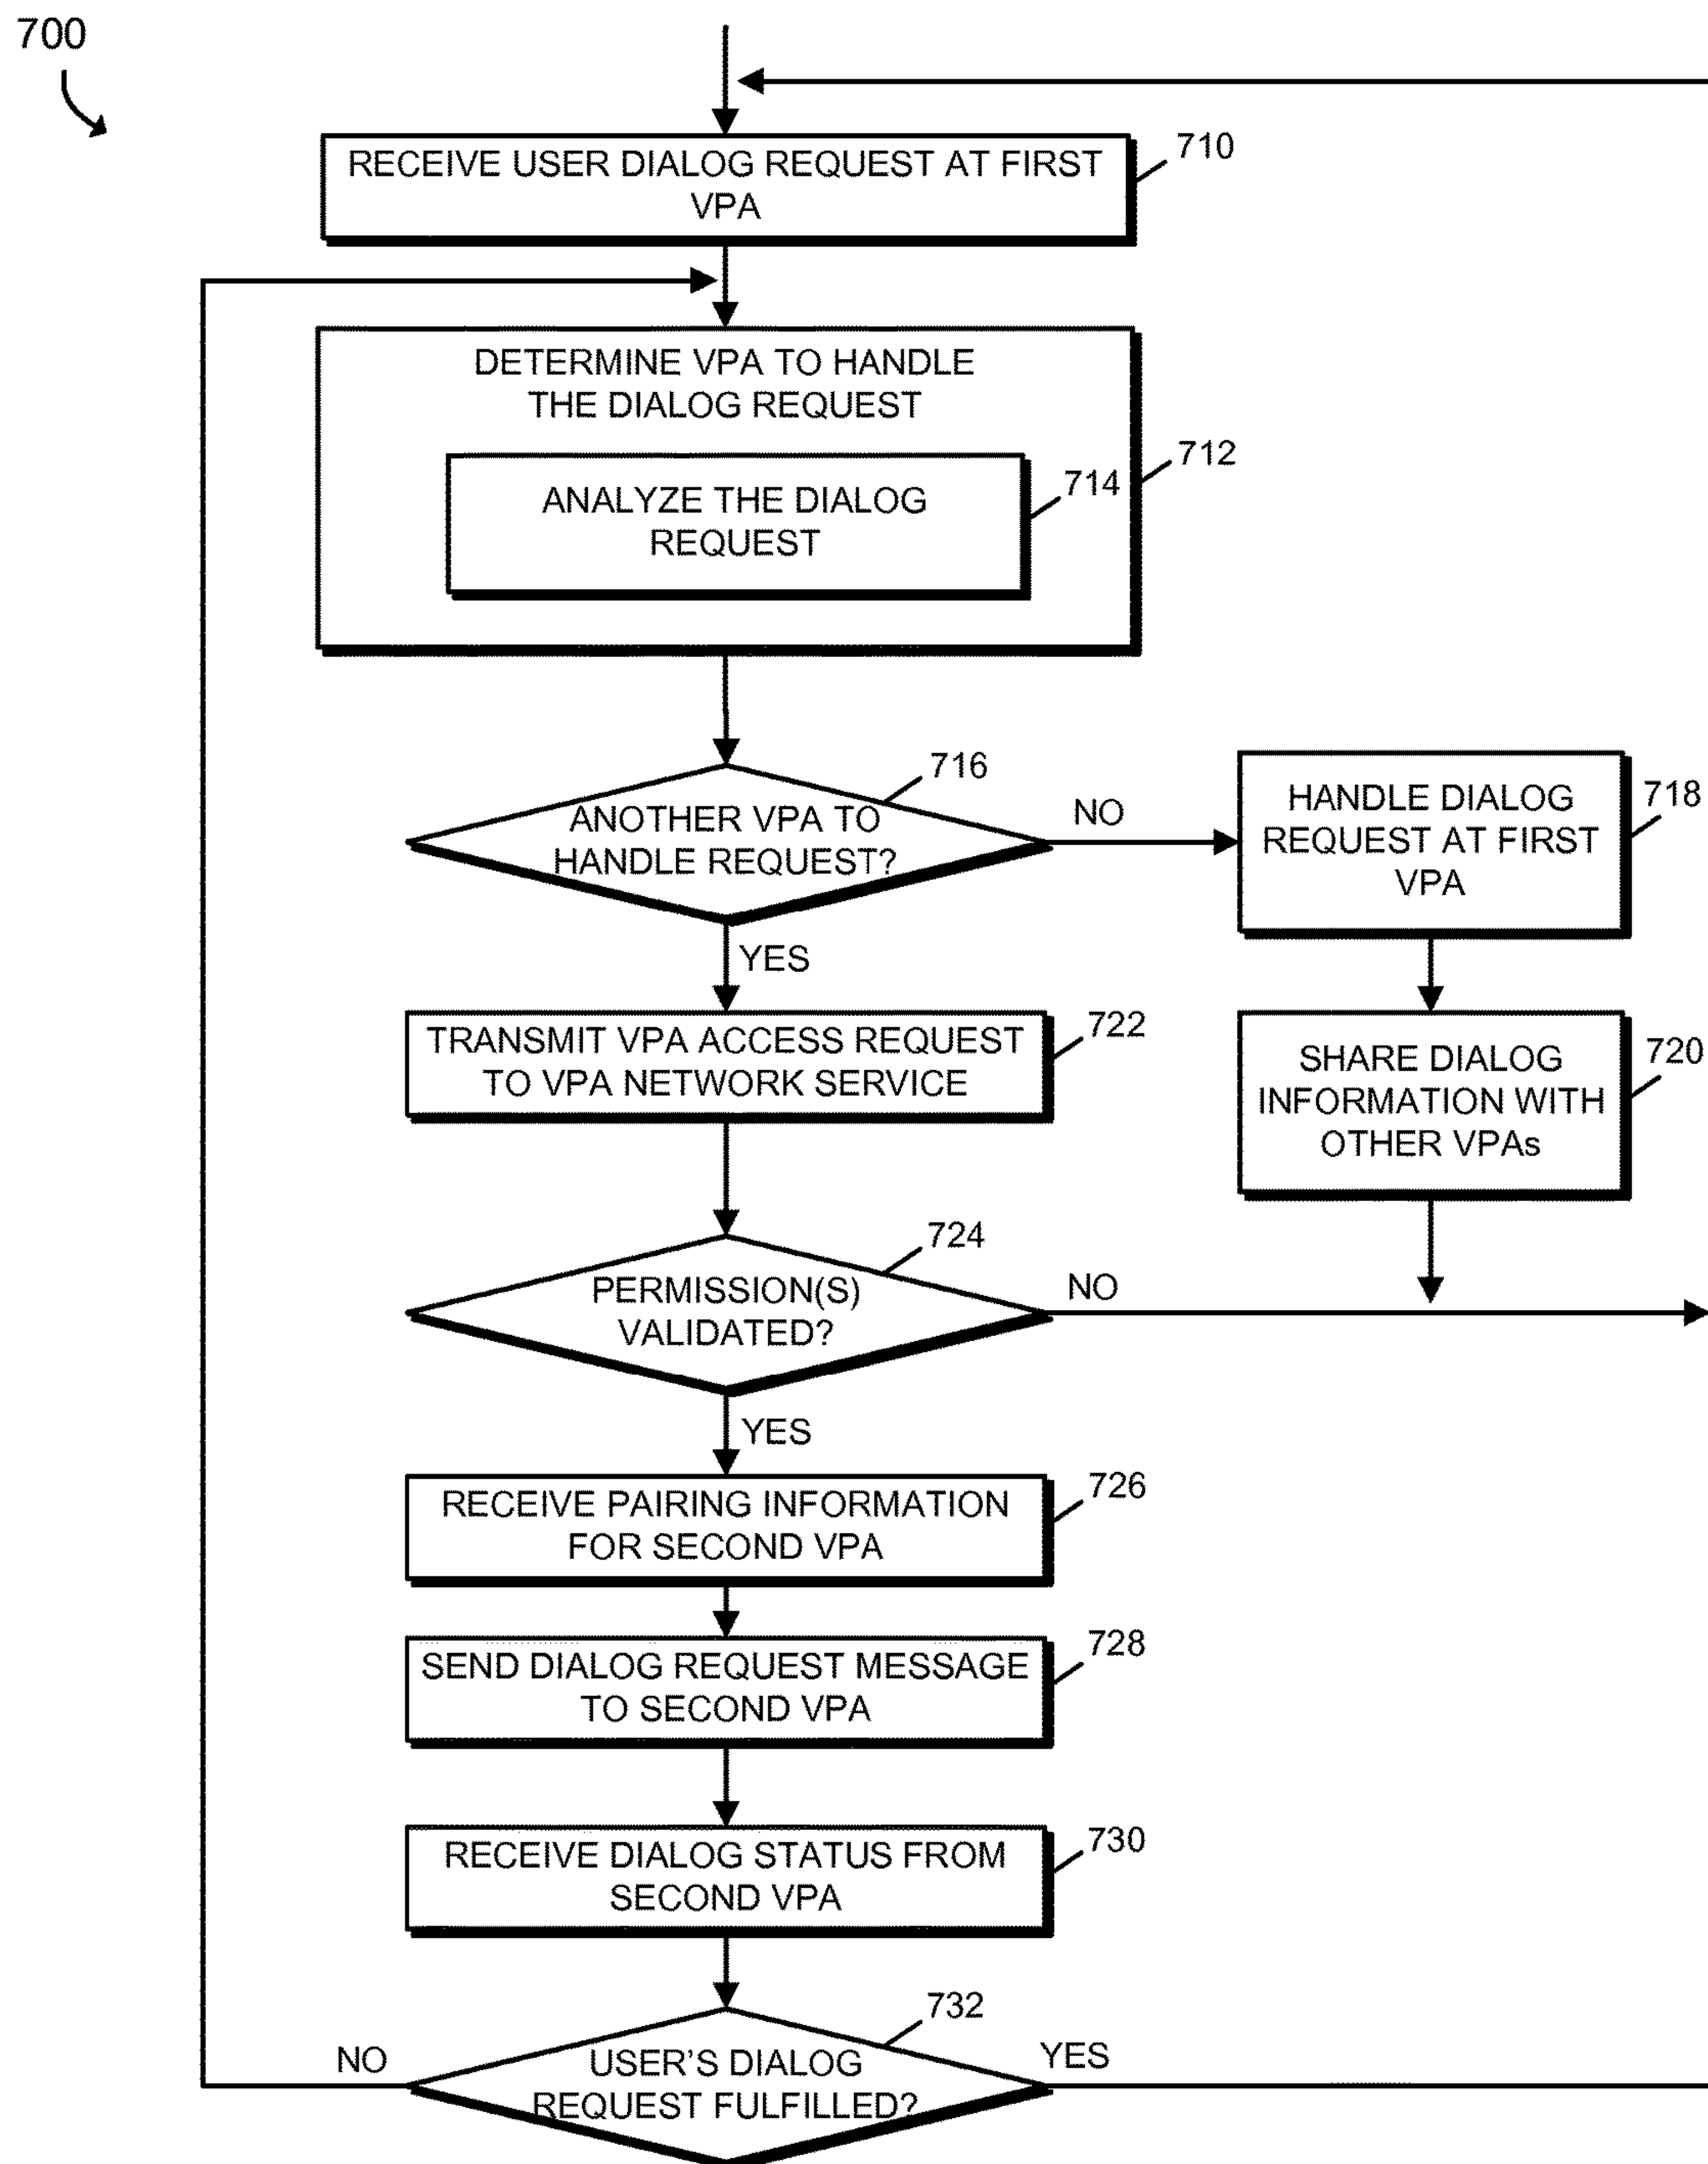 700
RECEIVE USER DIALOG REQUEST AT FIRST
VPA
710
DETERMINE VPA TO HANDLE
THE DIALOG REQUEST
712
ANALYZE THE DIALOG
REQUEST
714
716
ANOTHER VPA TO
HANDLE REQUEST?
NO
YES
HANDLE DIALOG
REQUEST AT FIRST
VPA
718
SHARE DIALOG
INFORMATION WITH
OTHER VPAs
720
TRANSMIT VPA ACCESS REQUEST
TO VPA NETWORK SERVICE
722
724
PERMISSION(S)
VALIDATED?
NO
YES
RECEIVE PAIRING INFORMATION
FOR SECOND VPA
726
SEND DIALOG REQUEST MESSAGE
TO SECOND VPA
728
RECEIVE DIALOG STATUS FROM
SECOND VPA
730
732
USER'S DIALOG
REQUEST FULFILLED?
NO
YES